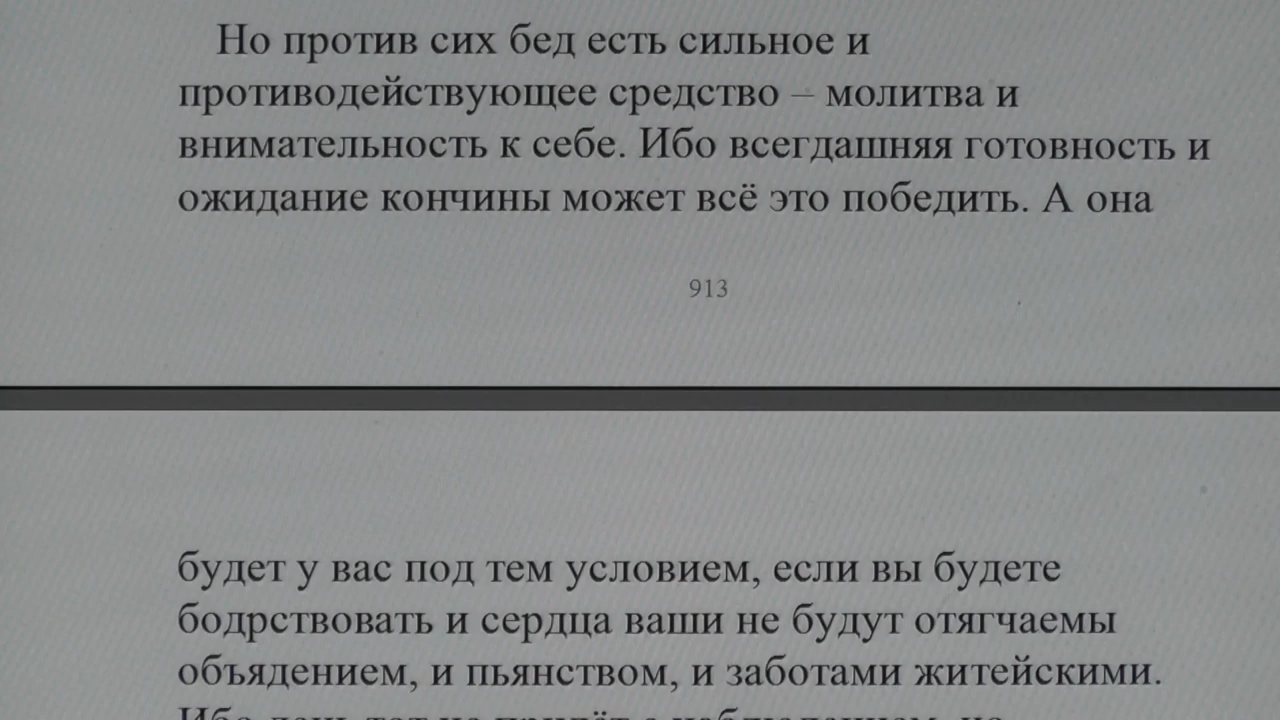 Но против сих бед есть сильное и
противодействующее средство – молитва и
внимательность к себе. Ибо всегдашняя готовность и
ожидание кончины может всё это победить. А она
913
будет у вас под тем условием, если вы будете
бодрствовать и сердца ваши не будут отягчаемы
объядением, и пьянством, и заботами житейскими.